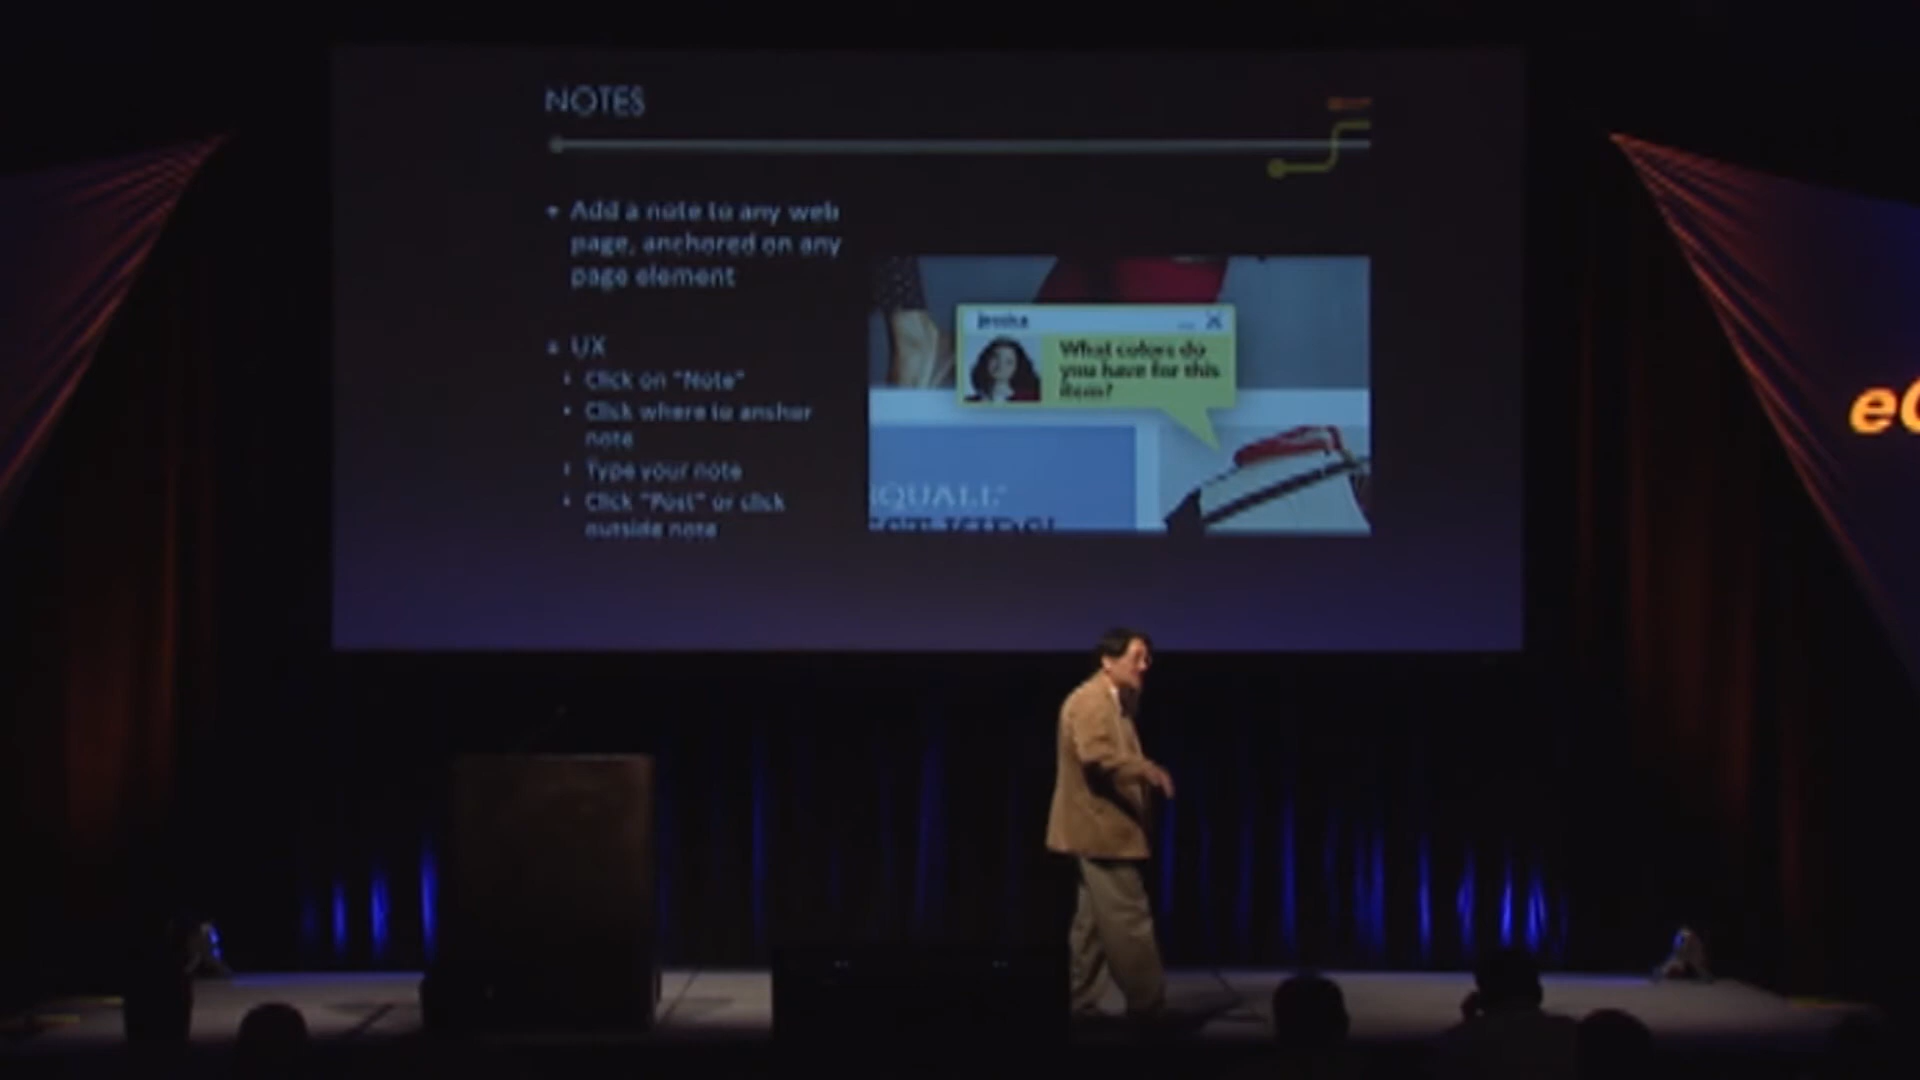 NOTES
Add a note to any web
page, anchored on any
page element
UX
Click on "Note"
Click where to anchor
note
Type your note
Click "Post" or click
outside note
Jessica
What colors do
you have for this
item?
QUALL'